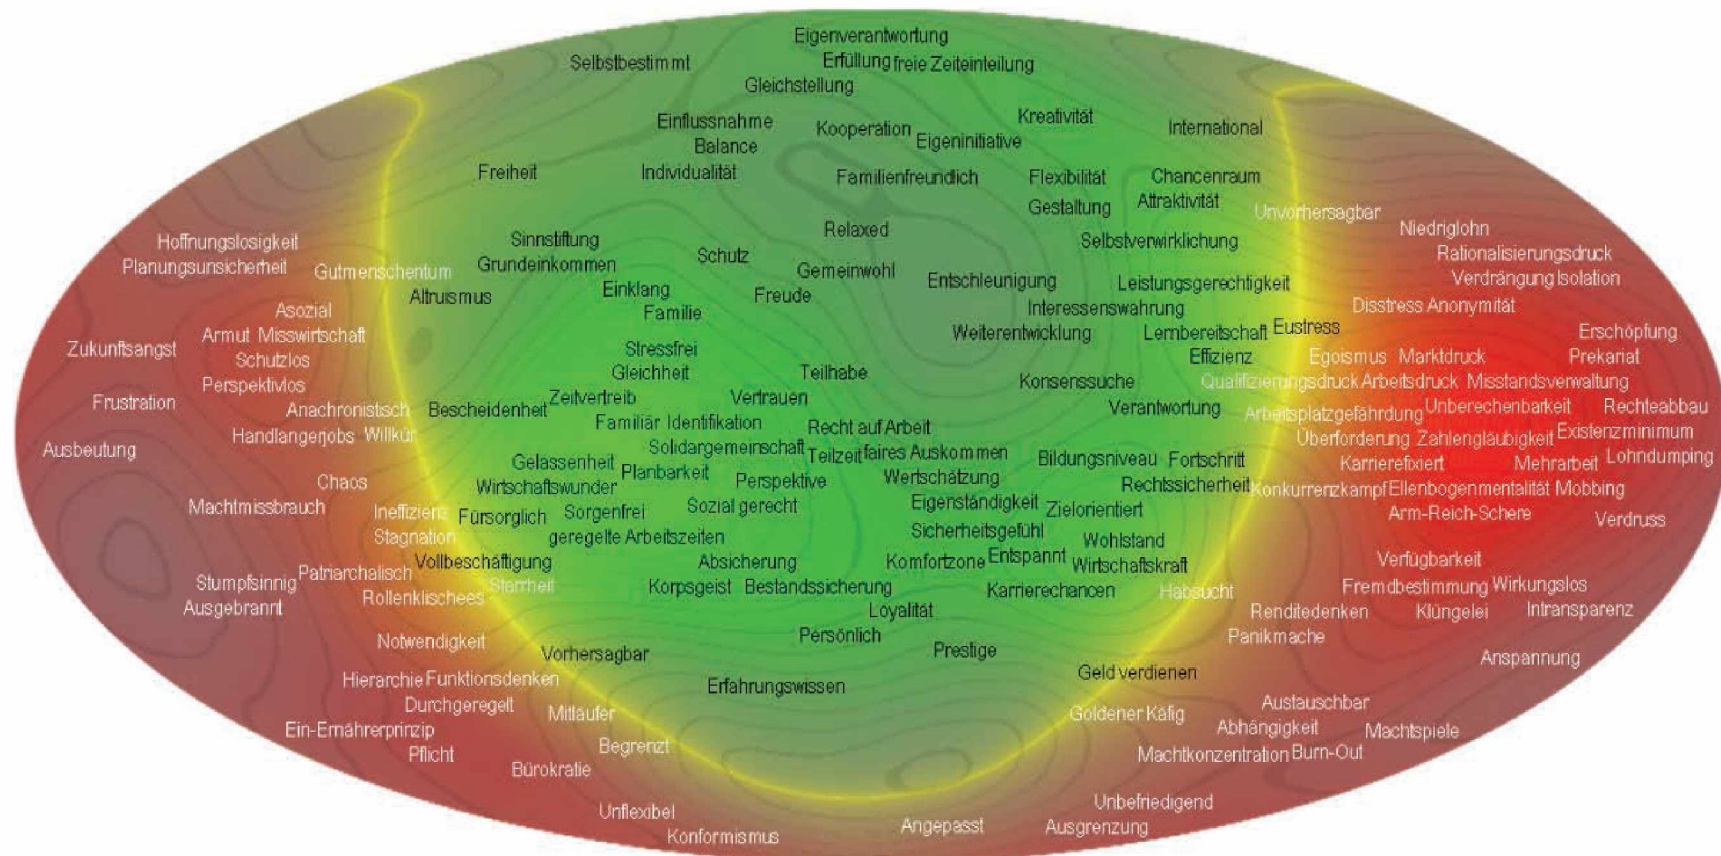 Eigenverantwortung
Selbstbestimmt
Erfüllung freie Zeiteinteilung
Gleichstellung
Einflussnahme
Kooperation
Kreativität
International
Balance
Eigeninitiative
Freiheit
Individualität
Familienfreundlich
Flexibilität
Chancenraum
Gestaltung
Attraktivität
Unvorhersagbar
Niedriglohn
Relaxed
Hoffnungslosigkeit
Sinnstiftung
Selbstverwirklichung
Rationalisierungsdruck
Planungsunsicherheit
Gutmenschentum
Grundeinkommen
Schutz
Gemeinwohl
Entschleunigung
Leistungsgerechtigkeit
Verdrängung Isolation
Altruismus
Einklang
Freude
Interessenswahrung
Disstress Anonymität
Asozial
Familie
Weiterentwicklung
Lernbereitschaft
Eustress
Erschöpfung
Armut Misswirtschaft
Zukunftsangst
Schutzlos
Stressfrei
Effizienz
Egoismus
Marktdruck
Prekariat
Perspektivlos
Gleichheit
Teilhabe
Konsenssuche
Qualifizierungsdruck Arbeitsdruck
Misstandsverwaltung
Frustration
Anachronistisch
Bescheidenheit
Zeitvertreib
Vertrauen
Verantwortung
Arbeitsplatzgefährdung
Unberechenbarkeit
Rechteabbau
Handlangerjobs
Willkür
Familiär
Identifikation
Recht auf Arbeit
Überforderung
Zahlengläubigkeit
Existenzminimum
Ausbeutung
Solidargemeinschaft
Teilzeit
faires Auskommen
Bildungsniveau
Fortschritt
Karrierefixiert
Mehrarbeit
Lohndumping
Gelassenheit
Planbarkeit
Chaos
Wirtschaftswunder
Perspektive
Wertschätzung
Rechtssicherheit
Konkurrenzkampf
Ellenbogenmentalität
Mobbing
Machtmissbrauch
Ineffizienz
Fürsorglich
Sorgenfrei
Sozial gerecht
Eigenständigkeit
Zielorientiert
Arm-Reich-Schere
Verdruss
Stagnation
geregelte Arbeitszeiten
Sicherheitsgefühl
Wohlstand
Vollbeschäftigung
Absicherung
Komfortzone
Entspannt
Wirtschaftskraft
Verfügbarkeit
Stumpfsinnig
Patriarchalisch
Starrheit
Korpsgeist
Bestandssicherung
Karrierechancen
Habsucht
Fremdbestimmung
Wirkungslos
Ausgebrannt
Rollenklischees
Loyalität
Renditedenken
Klüngelei
Intransparenz
Notwendigkeit
Persönlich
Panikmache
Vorhersagbar
Prestige
Anspannung
Hierarchie
Funktionsdenken
Erfahrungswissen
Geld verdienen
Durchgeregelt
Mitläufer
Goldener Käfig
Austauschbar
Ein-Ernährerprinzip
Abhängigkeit
Machtspiele
Pflicht
Begrenzt
Machtkonzentration
Burn-Out
Bürokratie
Unflexibel
Unbefriedigend
Konformismus
Angepasst
Ausgrenzung